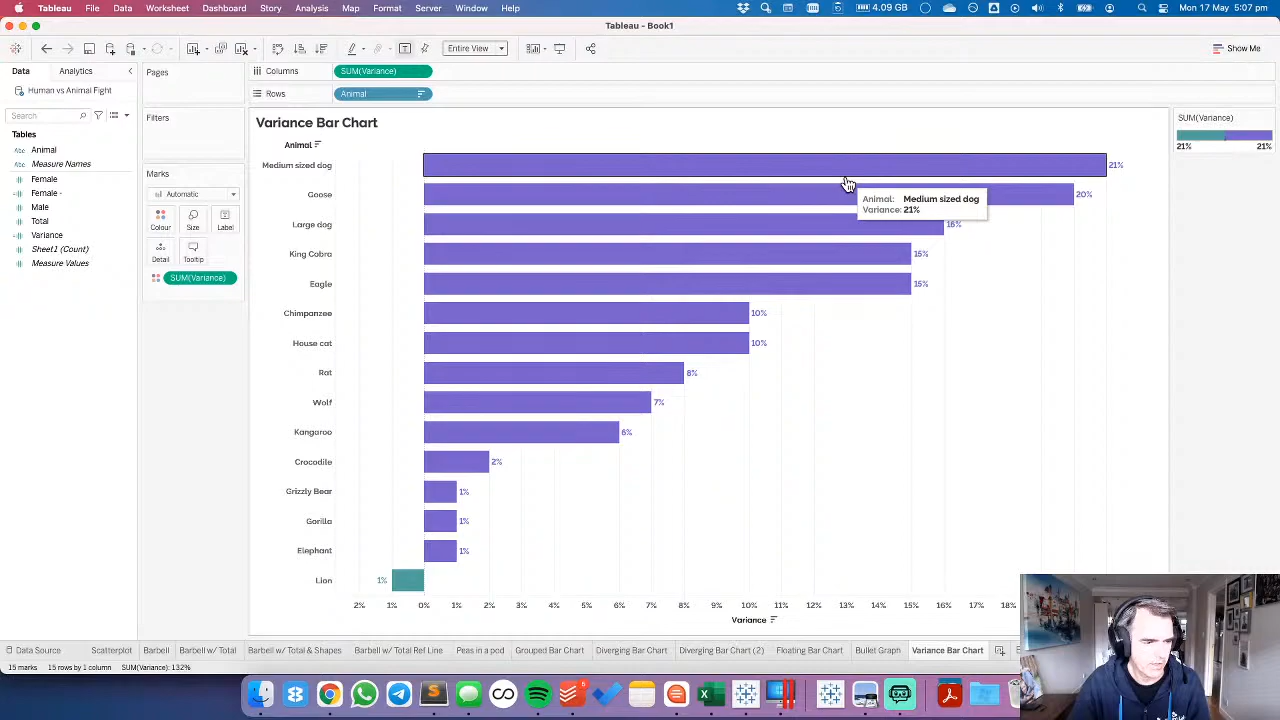 Tableau File Data Worksheet Dashboard Story Analysis Map Format Server Window Help 4.09 GB Mon 17 May 5:07 pm
Tableau - Book1
Entire View Show Me
Data Pages Columns SUM(Variance)
Human vs Animal Fight Rows Animal
Search Filters SUM(Variance)
Tables Variance Bar Chart 21% 21%
Abc Animal Animal
Abc Measure Names Marks Medium sized dog 21%
Female Automatic Goose 20%
Female - Animal: Medium sized dog
Male Variance: 21%
Total Colour Size Label Large dog 16%
Variance King Cobra 15%
Sheet1 (Count) Detail Tooltip
Measure Values SUM(Variance) Eagle 15%
Chimpanzee 10%
House cat 10%
Rat 8%
Wolf 7%
Kangaroo 6%
Crocodile 2%
Grizzly Bear 1%
Gorilla 1%
Elephant 1%
Lion 1%
2% 1% 0% 1% 2% 3% 4% 5% 6% 7% 8% 9% 10% 11% 12% 13% 14% 15% 16% 17% 18%
Variance
Data Source Scatterplot Barbell Barbell w/ Total Barbell w/ Total & Shapes Barbell w/ Total Ref Line Peas in a pod Grouped Bar Chart Diverging Bar Chart Diverging Bar Chart (2) Floating Bar Chart Bullet Graph Variance Bar Chart
15 marks 15 rows by 1 column SUM(Variance): 132%